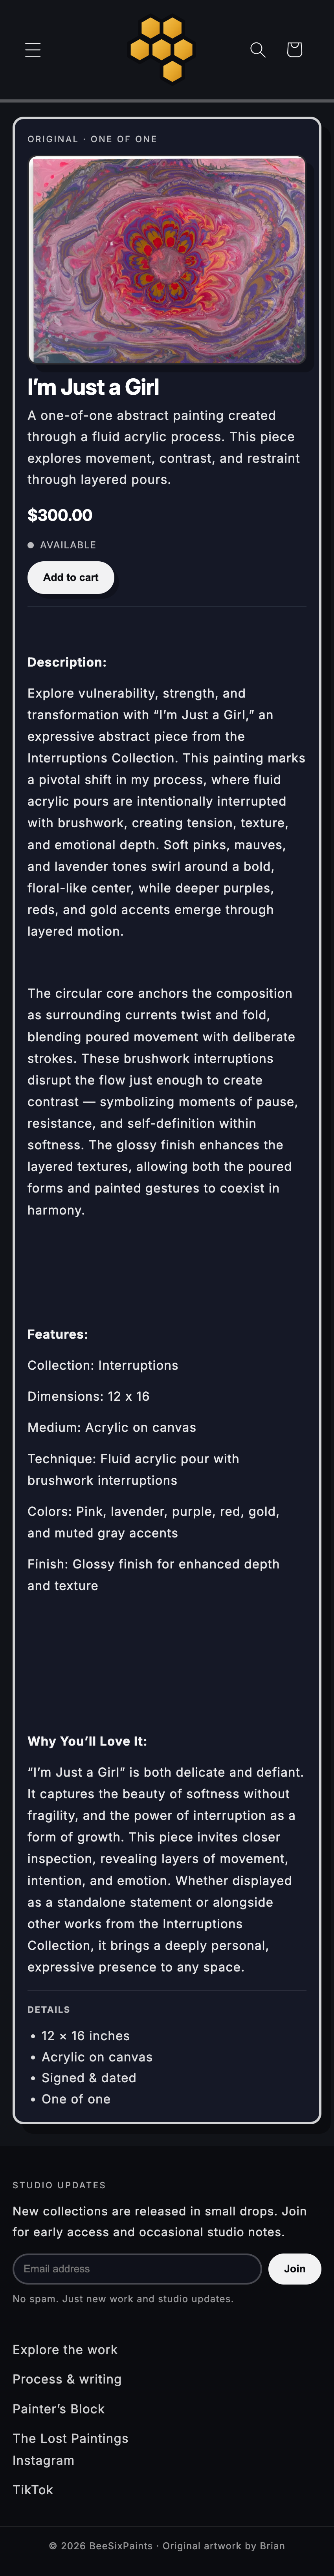 ORIGINAL · ONE OF ONE
I’m Just a Girl
A one-of-one abstract painting created
through a fluid acrylic process. This piece
explores movement, contrast, and restraint
through layered pours.
$300.00
AVAILABLE
Add to cart
Description:
Explore vulnerability, strength, and
transformation with “I’m Just a Girl,” an
expressive abstract piece from the
Interruptions Collection. This painting marks
a pivotal shift in my process, where fluid
acrylic pours are intentionally interrupted
with brushwork, creating tension, texture,
and emotional depth. Soft pinks, mauves,
and lavender tones swirl around a bold,
floral-like center, while deeper purples,
reds, and gold accents emerge through
layered motion.
The circular core anchors the composition
as surrounding currents twist and fold,
blending poured movement with deliberate
strokes. These brushwork interruptions
disrupt the flow just enough to create
contrast — symbolizing moments of pause,
resistance, and self-definition within
softness. The glossy finish enhances the
layered textures, allowing both the poured
forms and painted gestures to coexist in
harmony.
Features:
Collection: Interruptions
Dimensions: 12 x 16
Medium: Acrylic on canvas
Technique: Fluid acrylic pour with
brushwork interruptions
Colors: Pink, lavender, purple, red, gold,
and muted gray accents
Finish: Glossy finish for enhanced depth
and texture
Why You’ll Love It:
“I’m Just a Girl” is both delicate and defiant.
It captures the beauty of softness without
fragility, and the power of interruption as a
form of growth. This piece invites closer
inspection, revealing layers of movement,
intention, and emotion. Whether displayed
as a standalone statement or alongside
other works from the Interruptions
Collection, it brings a deeply personal,
expressive presence to any space.
DETAILS
• 12 × 16 inches
• Acrylic on canvas
• Signed & dated
• One of one
STUDIO UPDATES
New collections are released in small drops. Join
for early access and occasional studio notes.
Email address
Join
No spam. Just new work and studio updates.
Explore the work
Process & writing
Painter’s Block
The Lost Paintings
Instagram
TikTok
© 2026 BeeSixPaints · Original artwork by Brian